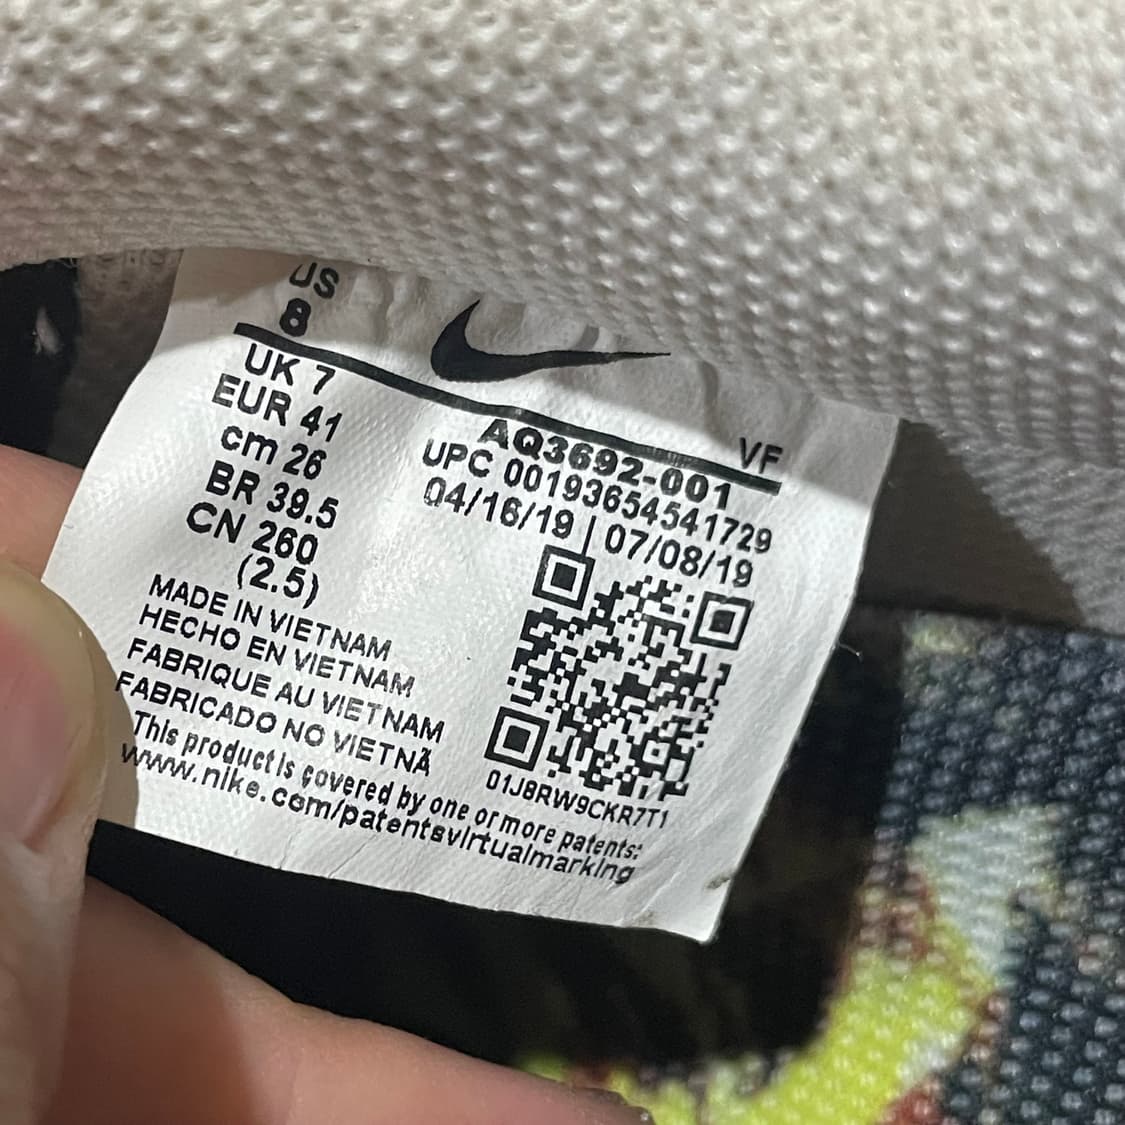 US
8
UK 7
EUR 41
cm 26
BR 39.5
CN 260
(2.5)
VF
AQ3692-001
UPC 00193654541729
04/16/19 | 07/08/19
MADE IN VIETNAM
HECHO EN VIETNAM
FABRIQUE AU VIETNAM
FABRICADO NO VIETNÃ
01J8RW9CKR7T1
This product is covered by one or more patents:
www.nike.com/patentsvirtualmarking